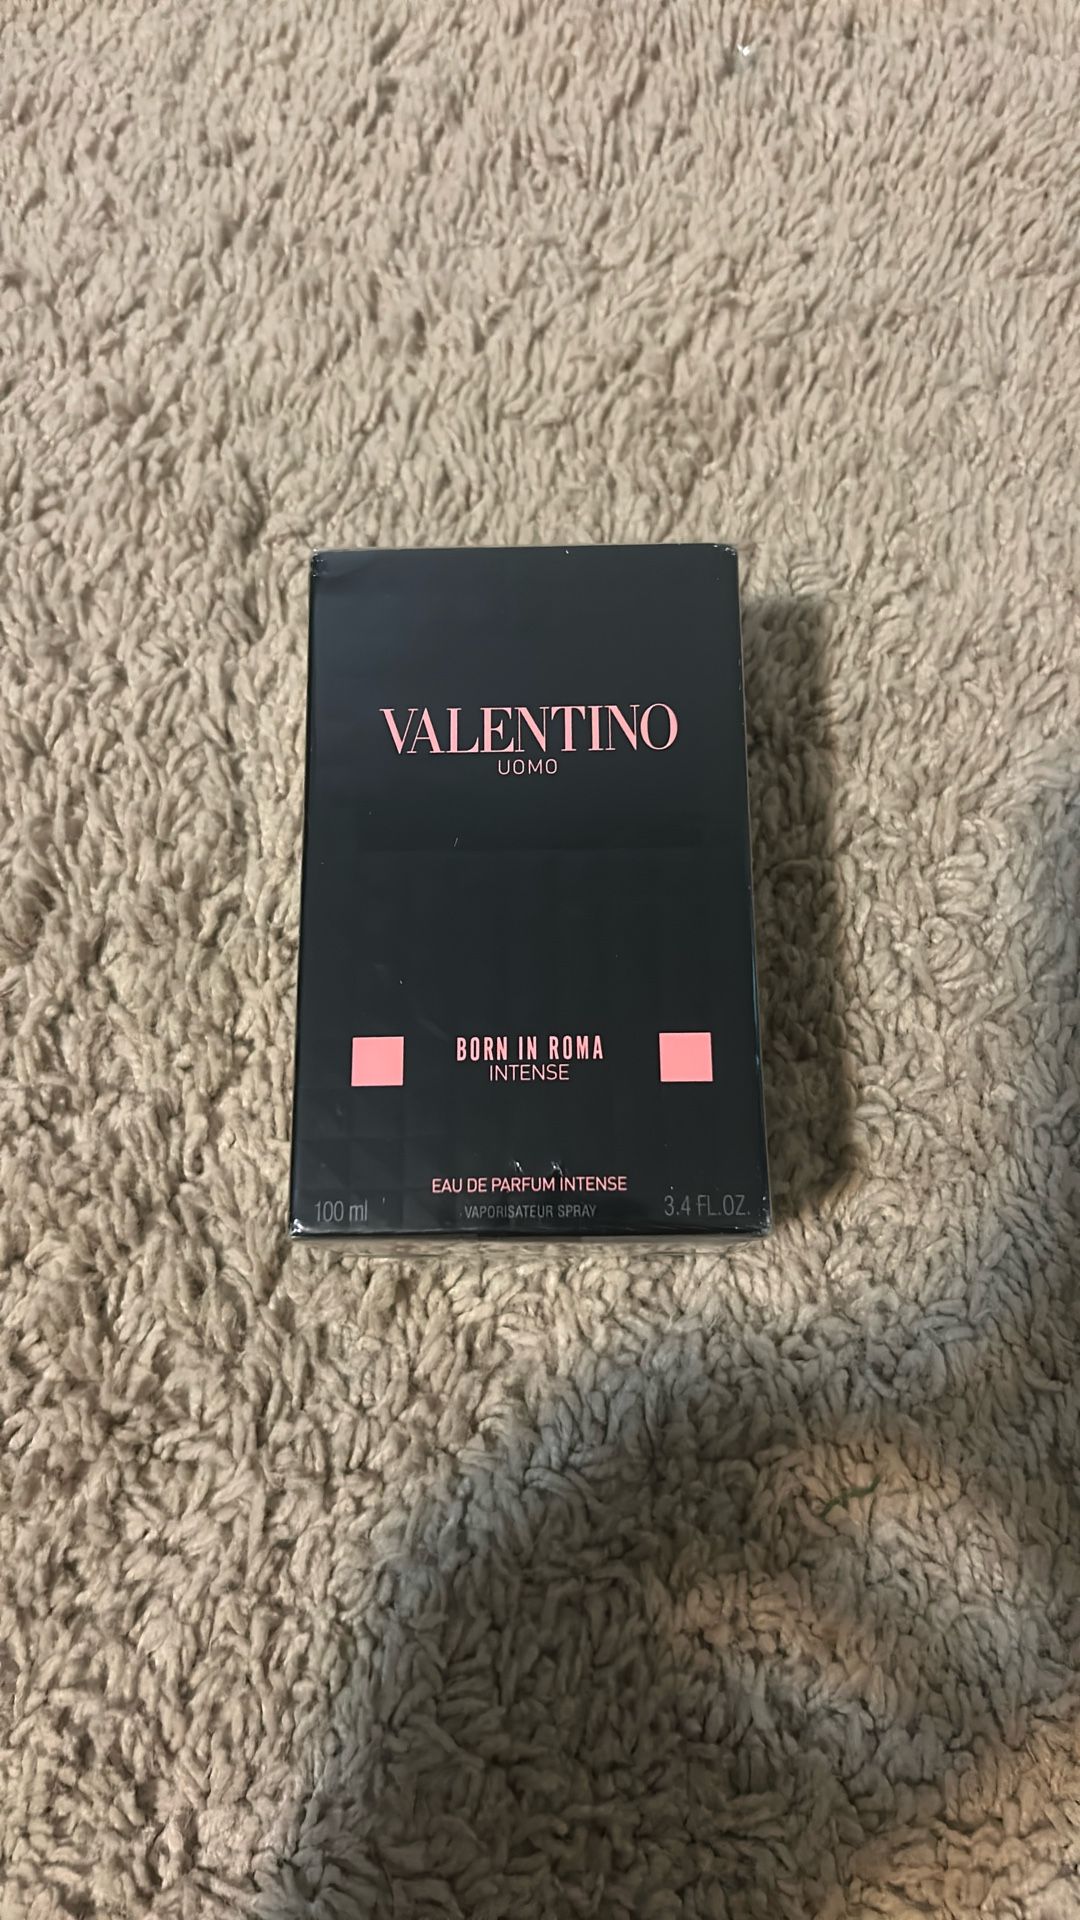 VALENTINO
UOMO
BORN IN ROMA
INTENSE
EAU DE PARFUM INTENSE
100 ml VAPORISATEUR SPRAY 3.4 FL.OZ.